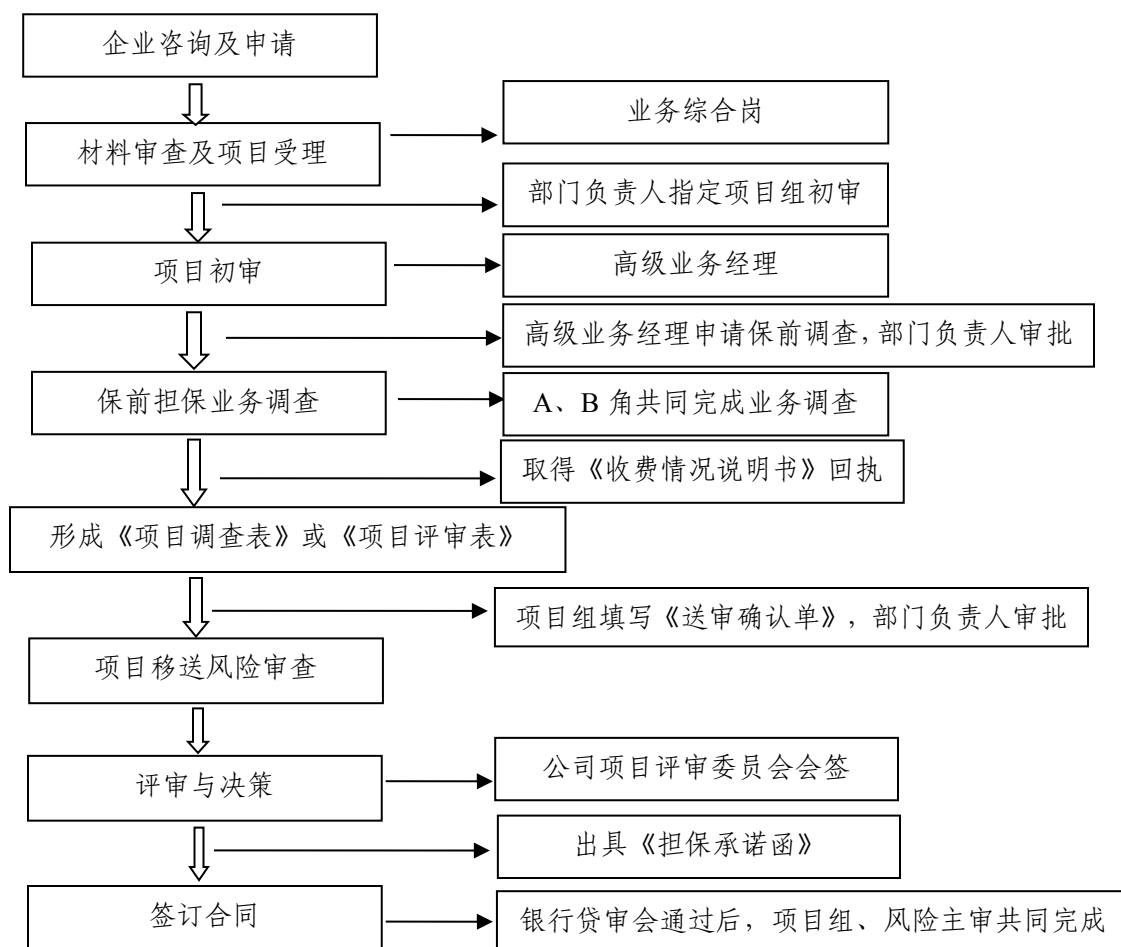 企业咨询及申请
业务综合岗
材料审查及项目受理
部门负责人指定项目组初审
项目初审
高级业务经理
高级业务经理申请保前调查,部门负责人审批
保前担保业务调查
A、B 角共同完成业务调查
取得《收费情况说明书》回执
形成《项目调查表》或《项目评审表》
项目组填写《送审确认单》，部门负责人审批
项目移送风险审查
评审与决策
公司项目评审委员会会签
出具《担保承诺函》
签订合同
银行贷审会通过后，项目组、风险主审共同完成